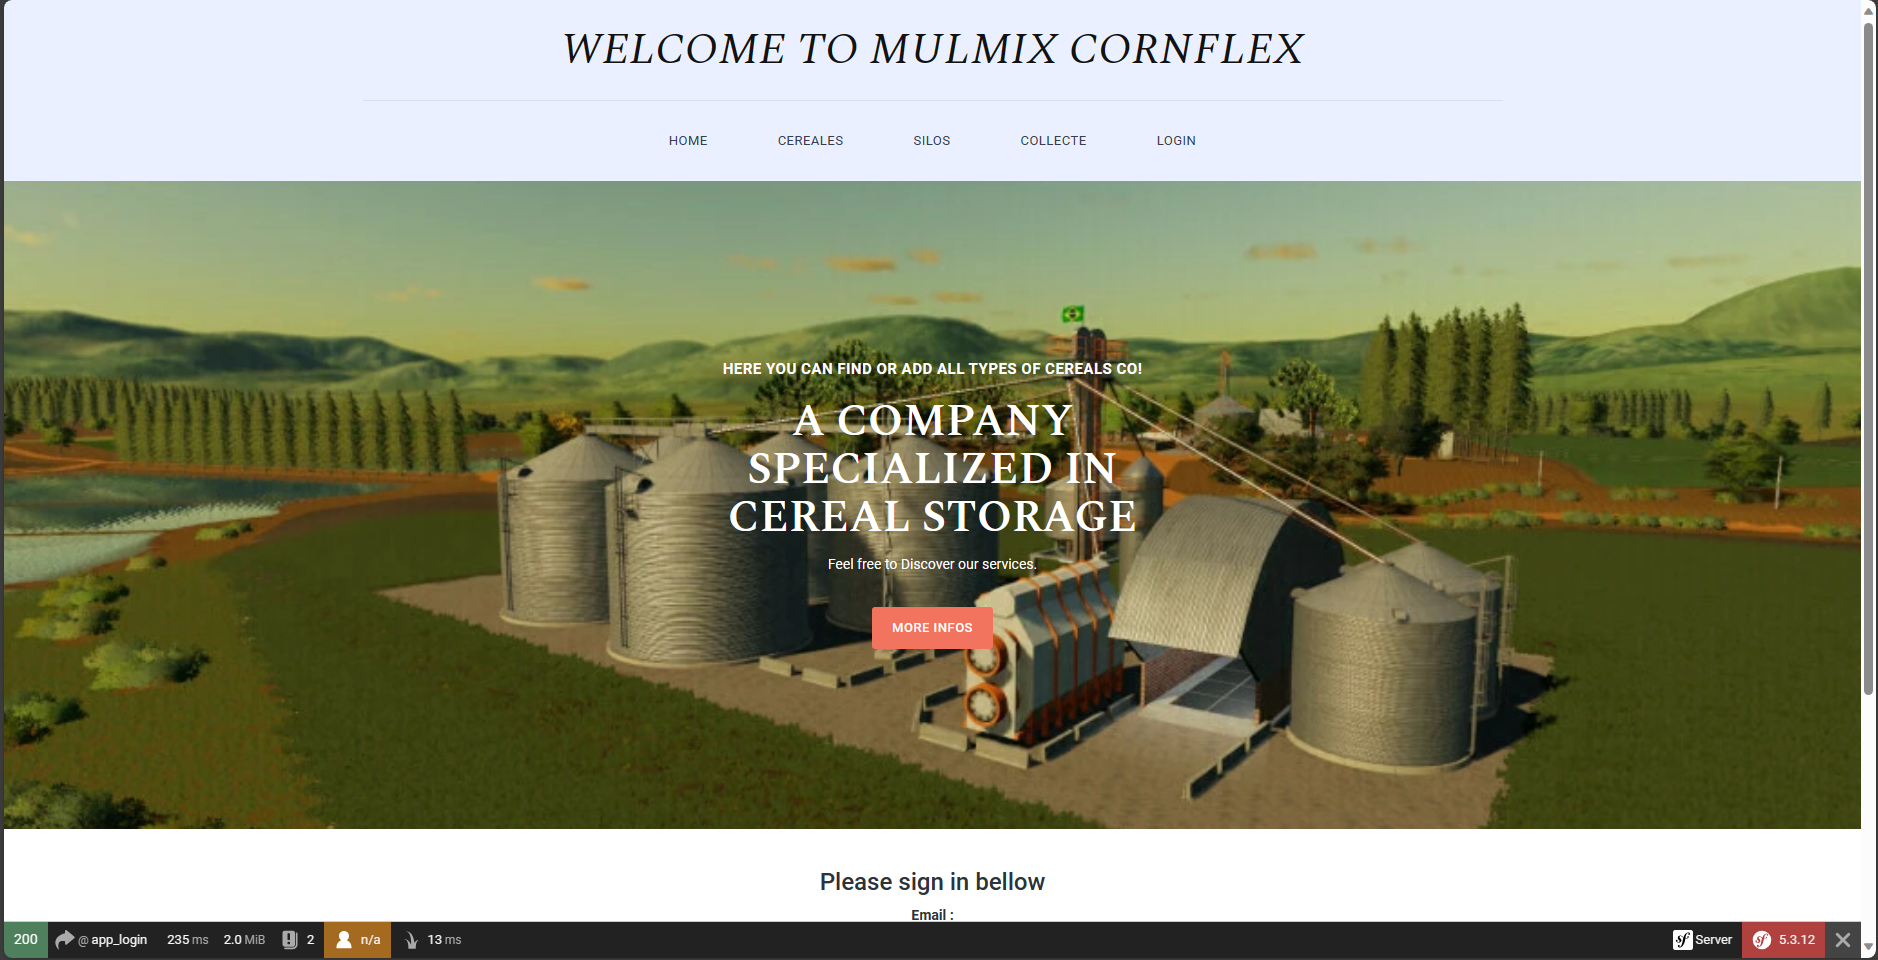 WELCOME TO MULMIX CORNFLEX
HOME CEREALES SILOS COLLECTE LOGIN
HERE YOU CAN FIND OR ADD ALL TYPES OF CEREALS CO!
A COMPANY
SPECIALIZED IN
CEREAL STORAGE
Feel free to Discover our services.
MORE INFOS
Please sign in bellow
Email :
200 @ app_login 235 ms 2.0 MiB 2 n/a 13 ms sf Server sf 5.3.12